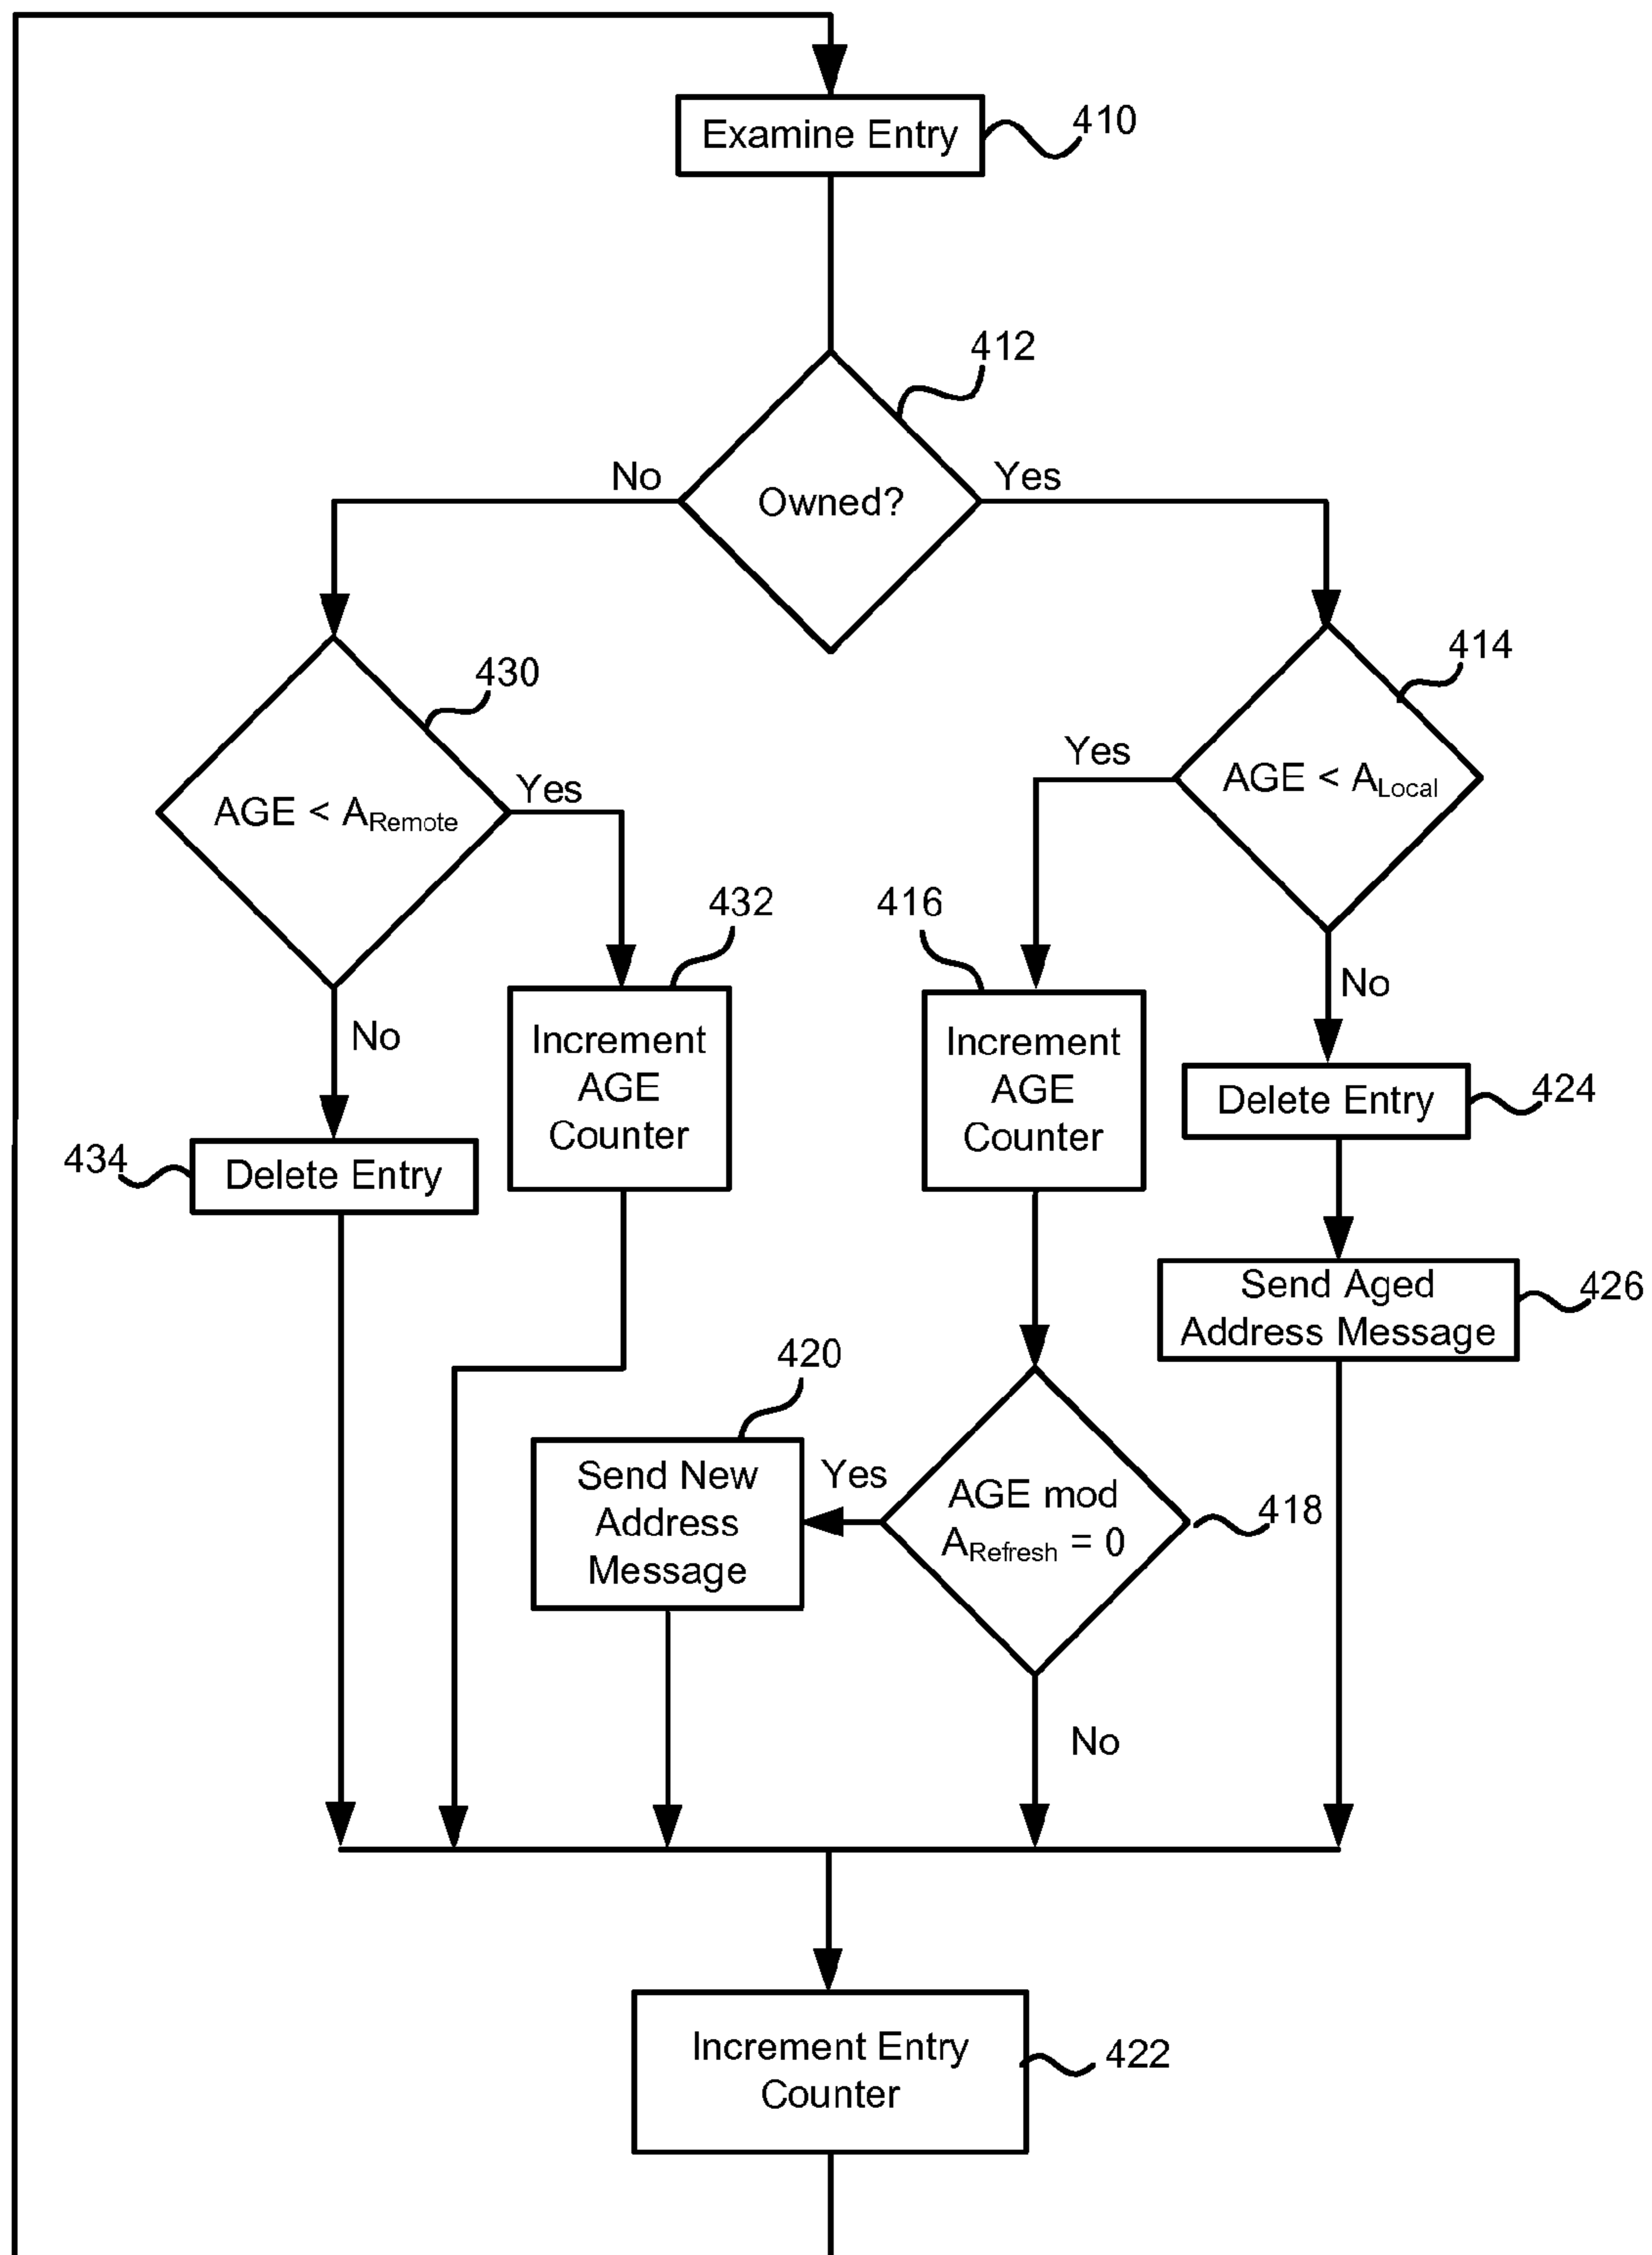 Examine Entry
410
412
No
Owned?
Yes
430
414
AGE < ARemote
Yes
Yes
AGE < ALocal
432
416
No
No
Increment
AGE
Counter
Increment
AGE
Counter
434
Delete Entry
Delete Entry
424
Send Aged
Address Message
426
420
Send New
Address
Message
Yes
AGE mod
ARefresh = 0
418
No
Increment Entry
Counter
422